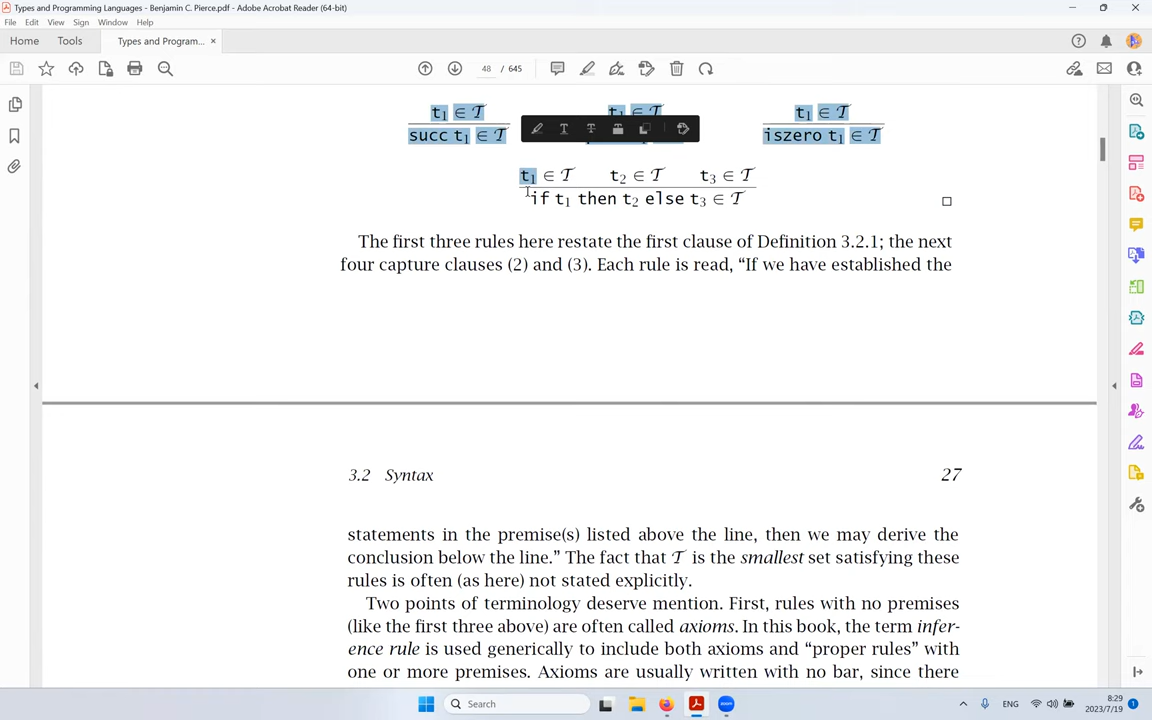 Types and Programming Languages - Benjamin C. Pierce.pdf - Adobe Acrobat Reader (64-bit)
File Edit View Sign Window Help
Home Tools Types and Program... ×
48 / 645
t₁ ∈ 𝒯 t₁ ∈ 𝒯 t₁ ∈ 𝒯
succ t₁ ∈ 𝒯 iszero t₁ ∈ 𝒯
t₁ ∈ 𝒯 t₂ ∈ 𝒯 t₃ ∈ 𝒯
if t₁ then t₂ else t₃ ∈ 𝒯
The first three rules here restate the first clause of Definition 3.2.1; the next
four capture clauses (2) and (3). Each rule is read, “If we have established the
3.2 Syntax 27
statements in the premise(s) listed above the line, then we may derive the
conclusion below the line.” The fact that 𝒯 is the smallest set satisfying these
rules is often (as here) not stated explicitly.
Two points of terminology deserve mention. First, rules with no premises
(like the first three above) are often called axioms. In this book, the term infer-
ence rule is used generically to include both axioms and “proper rules” with
one or more premises. Axioms are usually written with no bar, since there
Search
zoom
ENG
8:29
2023/7/19
1